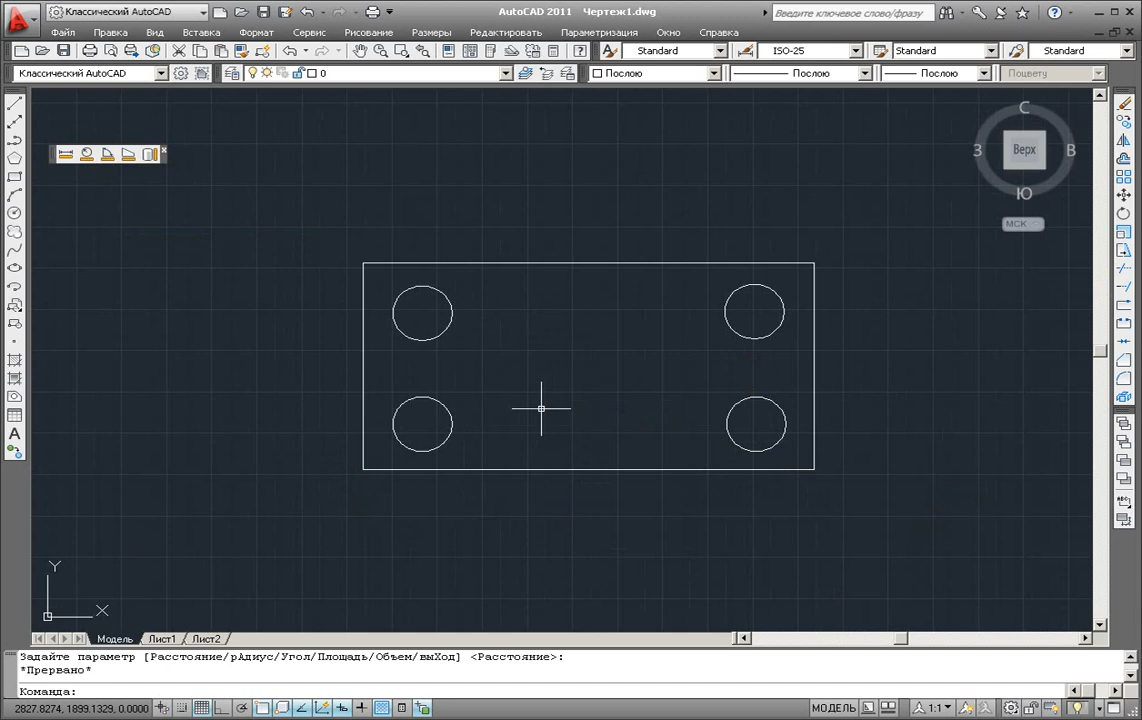 AutoCAD 2011 Чертеж1.dwg
Введите ключевое слово/фразу
Классический AutoCAD
Файл Правка Вид Вставка Формат Сервис Рисование Размеры Редактировать Параметризация Окно Справка
Standard ISO-25 Standard Standard
Классический AutoCAD 0 Послою Послою Послою Поцвету
С
З Верх В
Ю
МСК
Y
X
Модель Лист1 Лист2
Задайте параметр [Расстояние/рАдиус/Угол/Площадь/Объем/выХод] <Расстояние>:
*Прервано*
Команда:
2827.8274, 1899.1329, 0.0000 МОДЕЛЬ 1:1